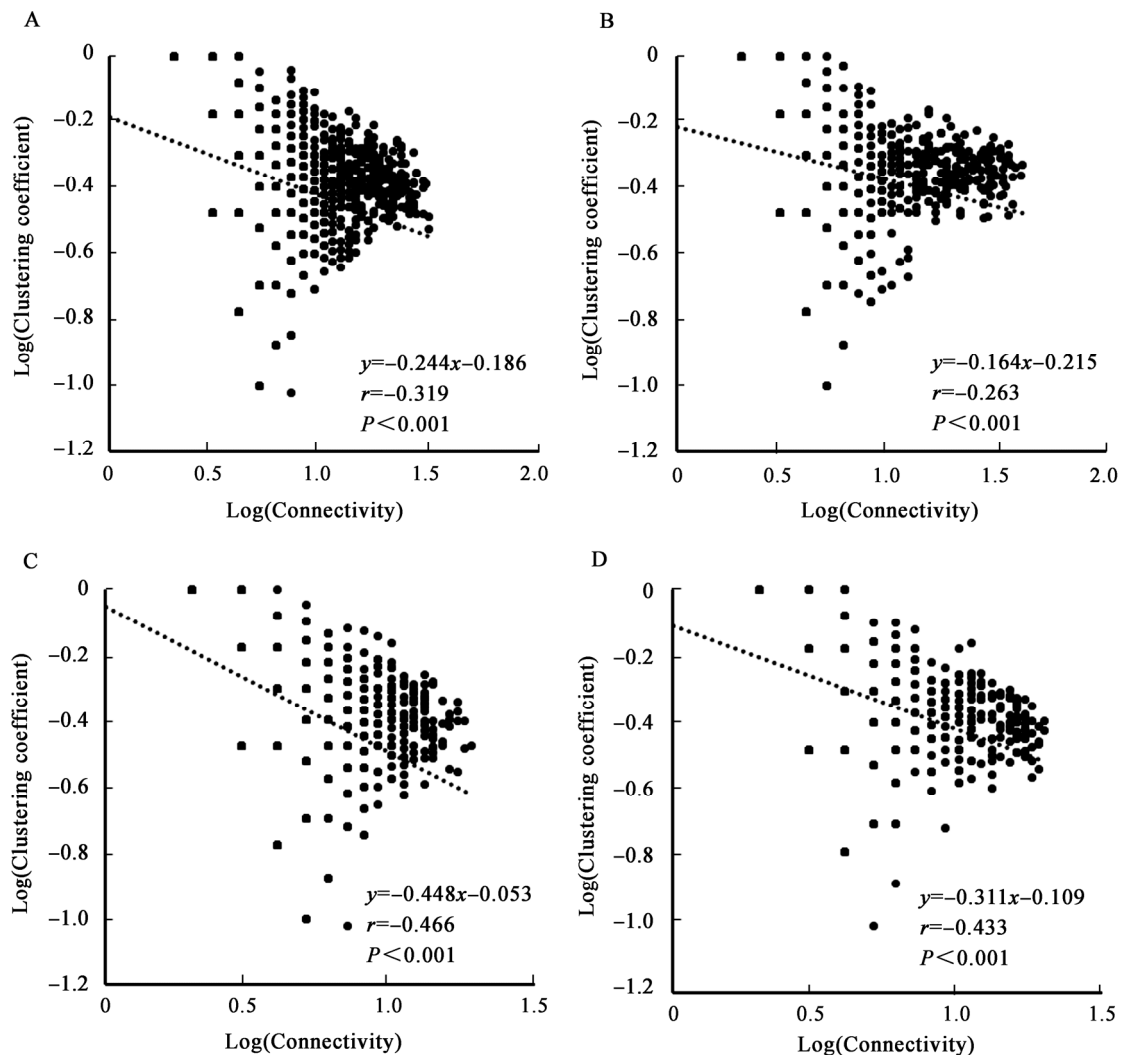 A
0
−0.2
−0.4
−0.6
−0.8
−1.0
−1.2
Log(Clustering coefficient)
y=−0.244x−0.186
r=−0.319
P＜0.001
0 0.5 1.0 1.5 2.0
Log(Connectivity)
B
0
−0.2
−0.4
−0.6
−0.8
−1.0
−1.2
Log(Clustering coefficient)
y=−0.164x−0.215
r=−0.263
P＜0.001
0 0.5 1.0 1.5 2.0
Log(Connectivity)
C
0
−0.2
−0.4
−0.6
−0.8
−1.0
−1.2
Log(Clustering coefficient)
y=−0.448x−0.053
r=−0.466
P＜0.001
0 0.5 1.0 1.5
Log(Connectivity)
D
0
−0.2
−0.4
−0.6
−0.8
−1.0
−1.2
Log(Clustering coefficient)
y=−0.311x−0.109
r=−0.433
P＜0.001
0 0.5 1.0 1.5
Log(Connectivity)